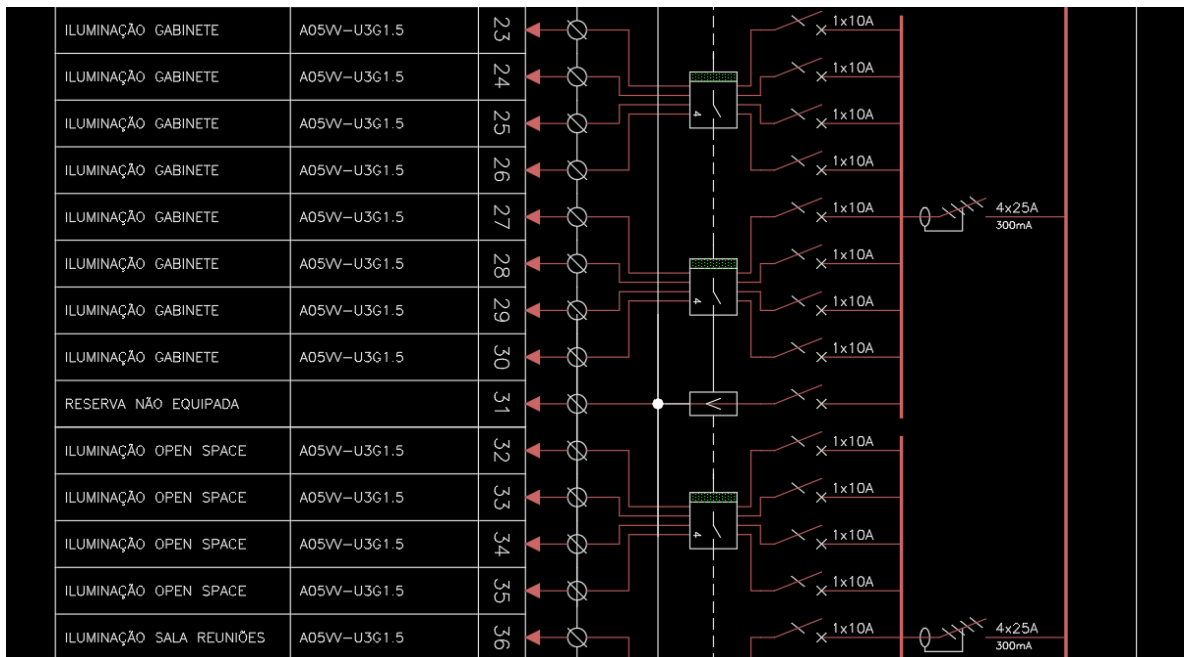 ILUMINAÇÃO GABINETE A05VV-U3G1.5 23 1x10A
ILUMINAÇÃO GABINETE A05VV-U3G1.5 24 1x10A
4
ILUMINAÇÃO GABINETE A05VV-U3G1.5 25 1x10A
ILUMINAÇÃO GABINETE A05VV-U3G1.5 26 1x10A
ILUMINAÇÃO GABINETE A05VV-U3G1.5 27 1x10A 4x25A
300mA
ILUMINAÇÃO GABINETE A05VV-U3G1.5 28 1x10A
ILUMINAÇÃO GABINETE A05VV-U3G1.5 29 4 1x10A
ILUMINAÇÃO GABINETE A05VV-U3G1.5 30 1x10A
RESERVA NÃO EQUIPADA 31
ILUMINAÇÃO OPEN SPACE A05VV-U3G1.5 32 1x10A
ILUMINAÇÃO OPEN SPACE A05VV-U3G1.5 33 1x10A
4
ILUMINAÇÃO OPEN SPACE A05VV-U3G1.5 34 1x10A
ILUMINAÇÃO OPEN SPACE A05VV-U3G1.5 35 1x10A
ILUMINAÇÃO SALA REUNIÕES A05VV-U3G1.5 36 1x10A 4x25A
300mA